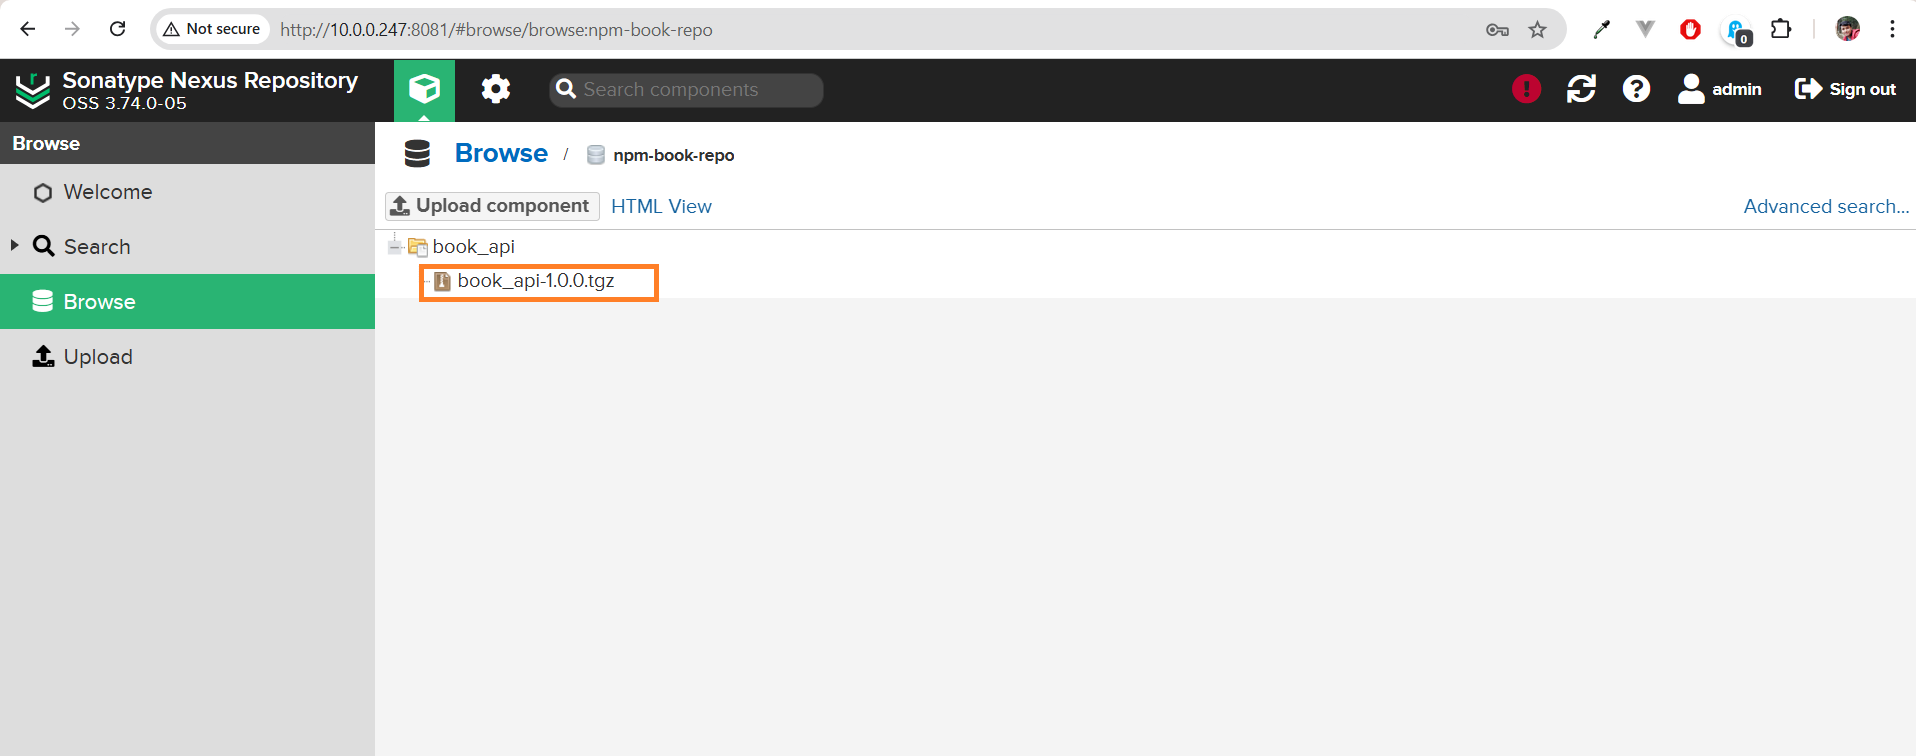 Not secure http://10.0.0.247:8081/#browse/browse:npm-book-repo
0
Sonatype Nexus Repository
OSS 3.74.0-05
Search components
! ? admin Sign out
Browse
Welcome
Search
Browse
Upload
Browse / npm-book-repo
Upload component HTML View Advanced search...
book_api
book_api-1.0.0.tgz